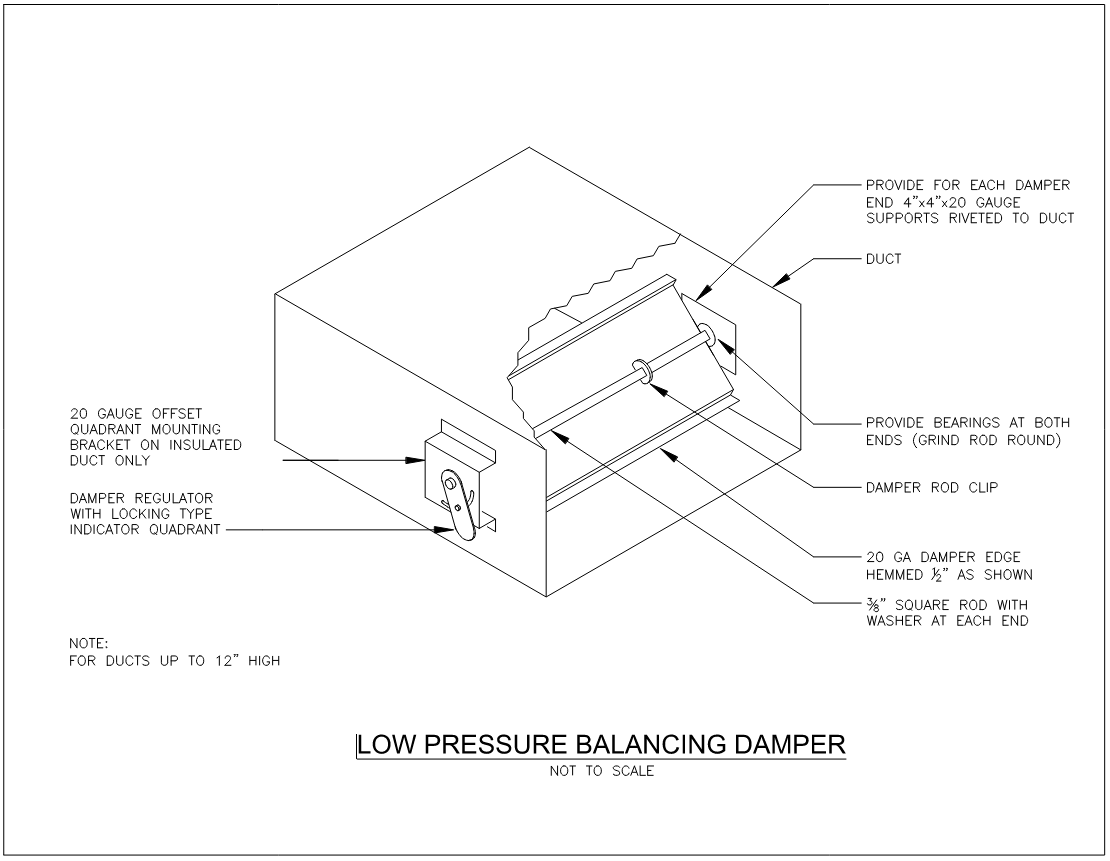 PROVIDE FOR EACH DAMPER
END 4"x4"x20 GAUGE
SUPPORTS RIVETED TO DUCT
DUCT
20 GAUGE OFFSET
QUADRANT MOUNTING
BRACKET ON INSULATED
DUCT ONLY
DAMPER REGULATOR
WITH LOCKING TYPE
INDICATOR QUADRANT
PROVIDE BEARINGS AT BOTH
ENDS (GRIND ROD ROUND)
DAMPER ROD CLIP
20 GA DAMPER EDGE
HEMMED ½" AS SHOWN
⅜" SQUARE ROD WITH
WASHER AT EACH END
NOTE:
FOR DUCTS UP TO 12" HIGH
LOW PRESSURE BALANCING DAMPER
NOT TO SCALE